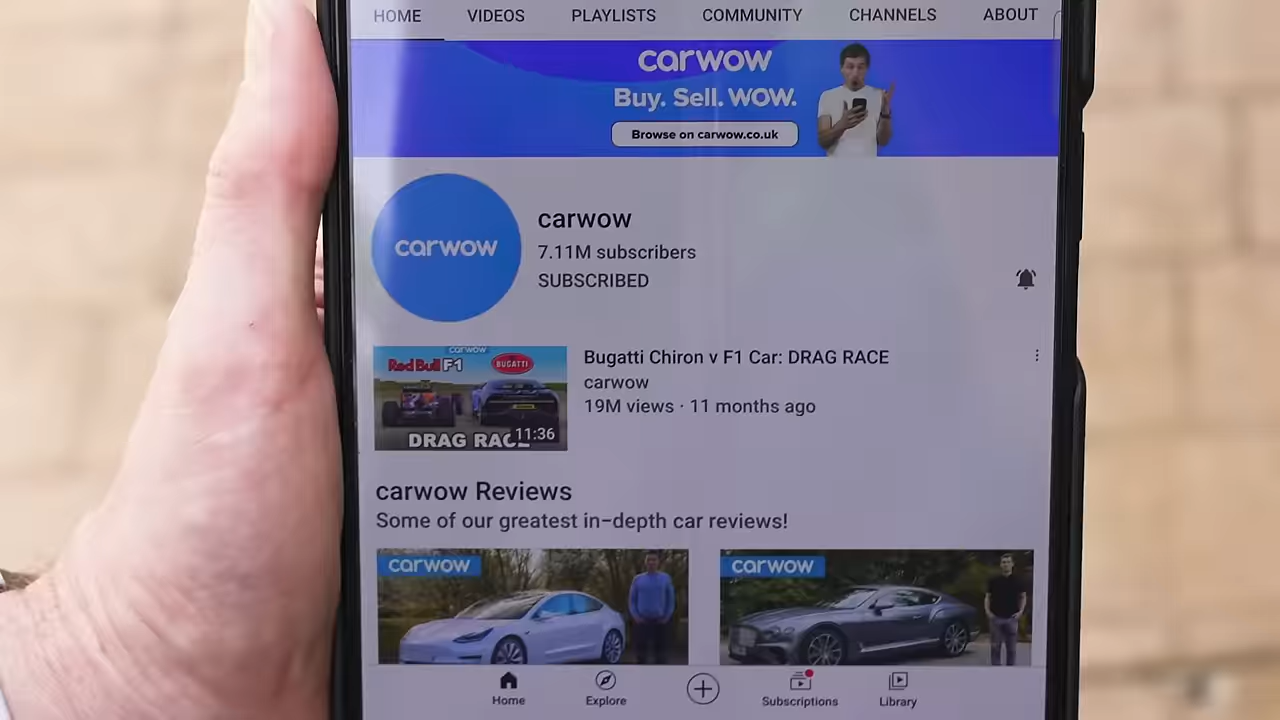 HOME VIDEOS PLAYLISTS COMMUNITY CHANNELS ABOUT
carwow
Buy. Sell. WOW.
Browse on carwow.co.uk
carwow
carwow
7.11M subscribers
SUBSCRIBED
carwow
Red Bull F1
BUGATTI
DRAG RACE
11:36
Bugatti Chiron v F1 Car: DRAG RACE
carwow
19M views · 11 months ago
carwow Reviews
Some of our greatest in-depth car reviews!
carwow
carwow
Home Explore Subscriptions Library